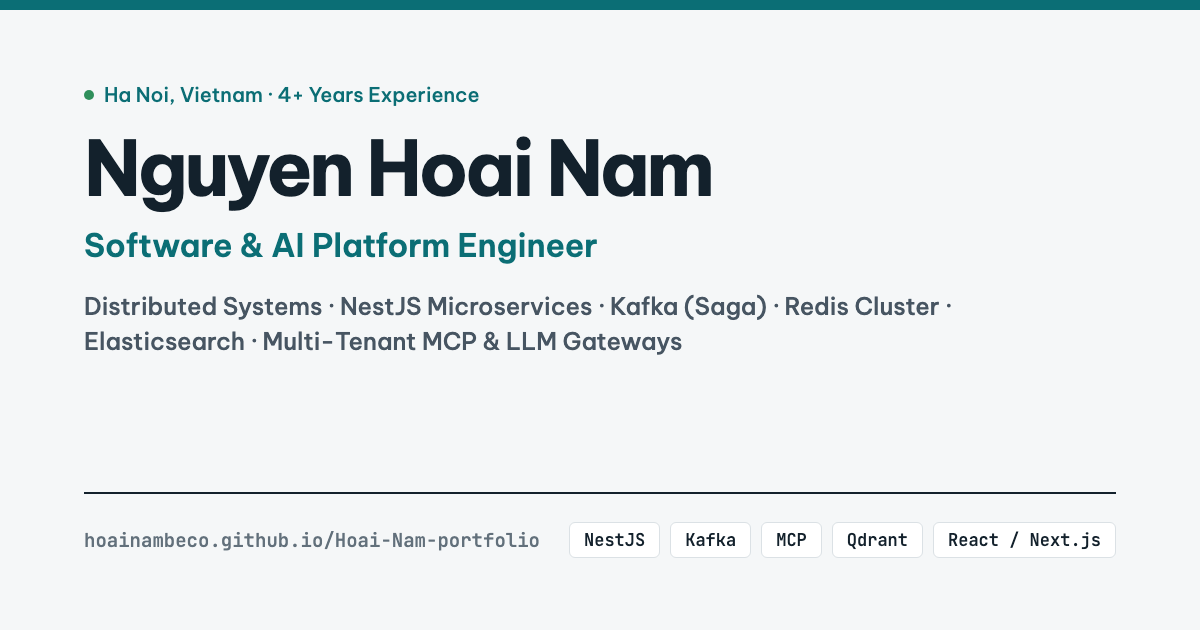 Ha Noi, Vietnam · 4+ Years Experience
Nguyen Hoai Nam
Software & AI Platform Engineer
Distributed Systems · NestJS Microservices · Kafka (Saga) · Redis Cluster ·
Elasticsearch · Multi-Tenant MCP & LLM Gateways
hoainambeco.github.io/Hoai-Nam-portfolio NestJS Kafka MCP Qdrant React / Next.js